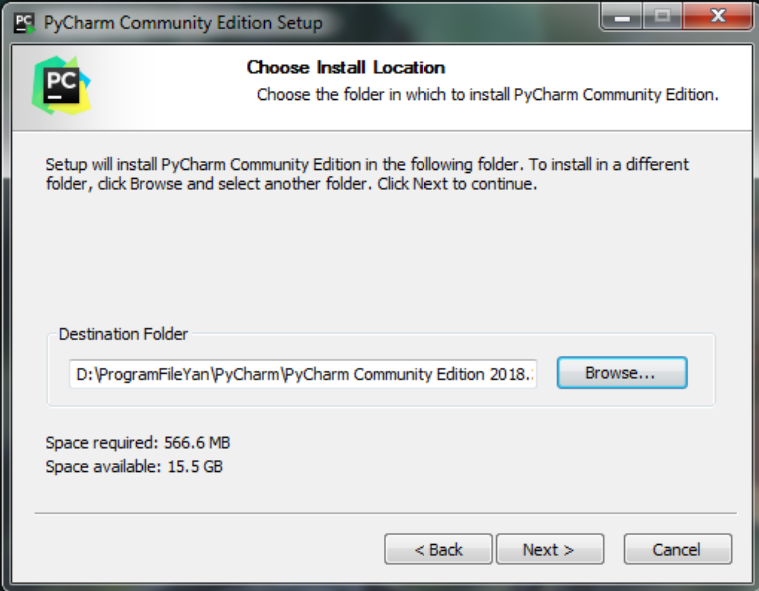 PC PyCharm Community Edition Setup
PC
Choose Install Location
Choose the folder in which to install PyCharm Community Edition.
Setup will install PyCharm Community Edition in the following folder. To install in a different
folder, click Browse and select another folder. Click Next to continue.
Destination Folder
D:\ProgramFileYan\PyCharm\PyCharm Community Edition 2018.
Browse...
Space required: 566.6 MB
Space available: 15.5 GB
< Back Next > Cancel